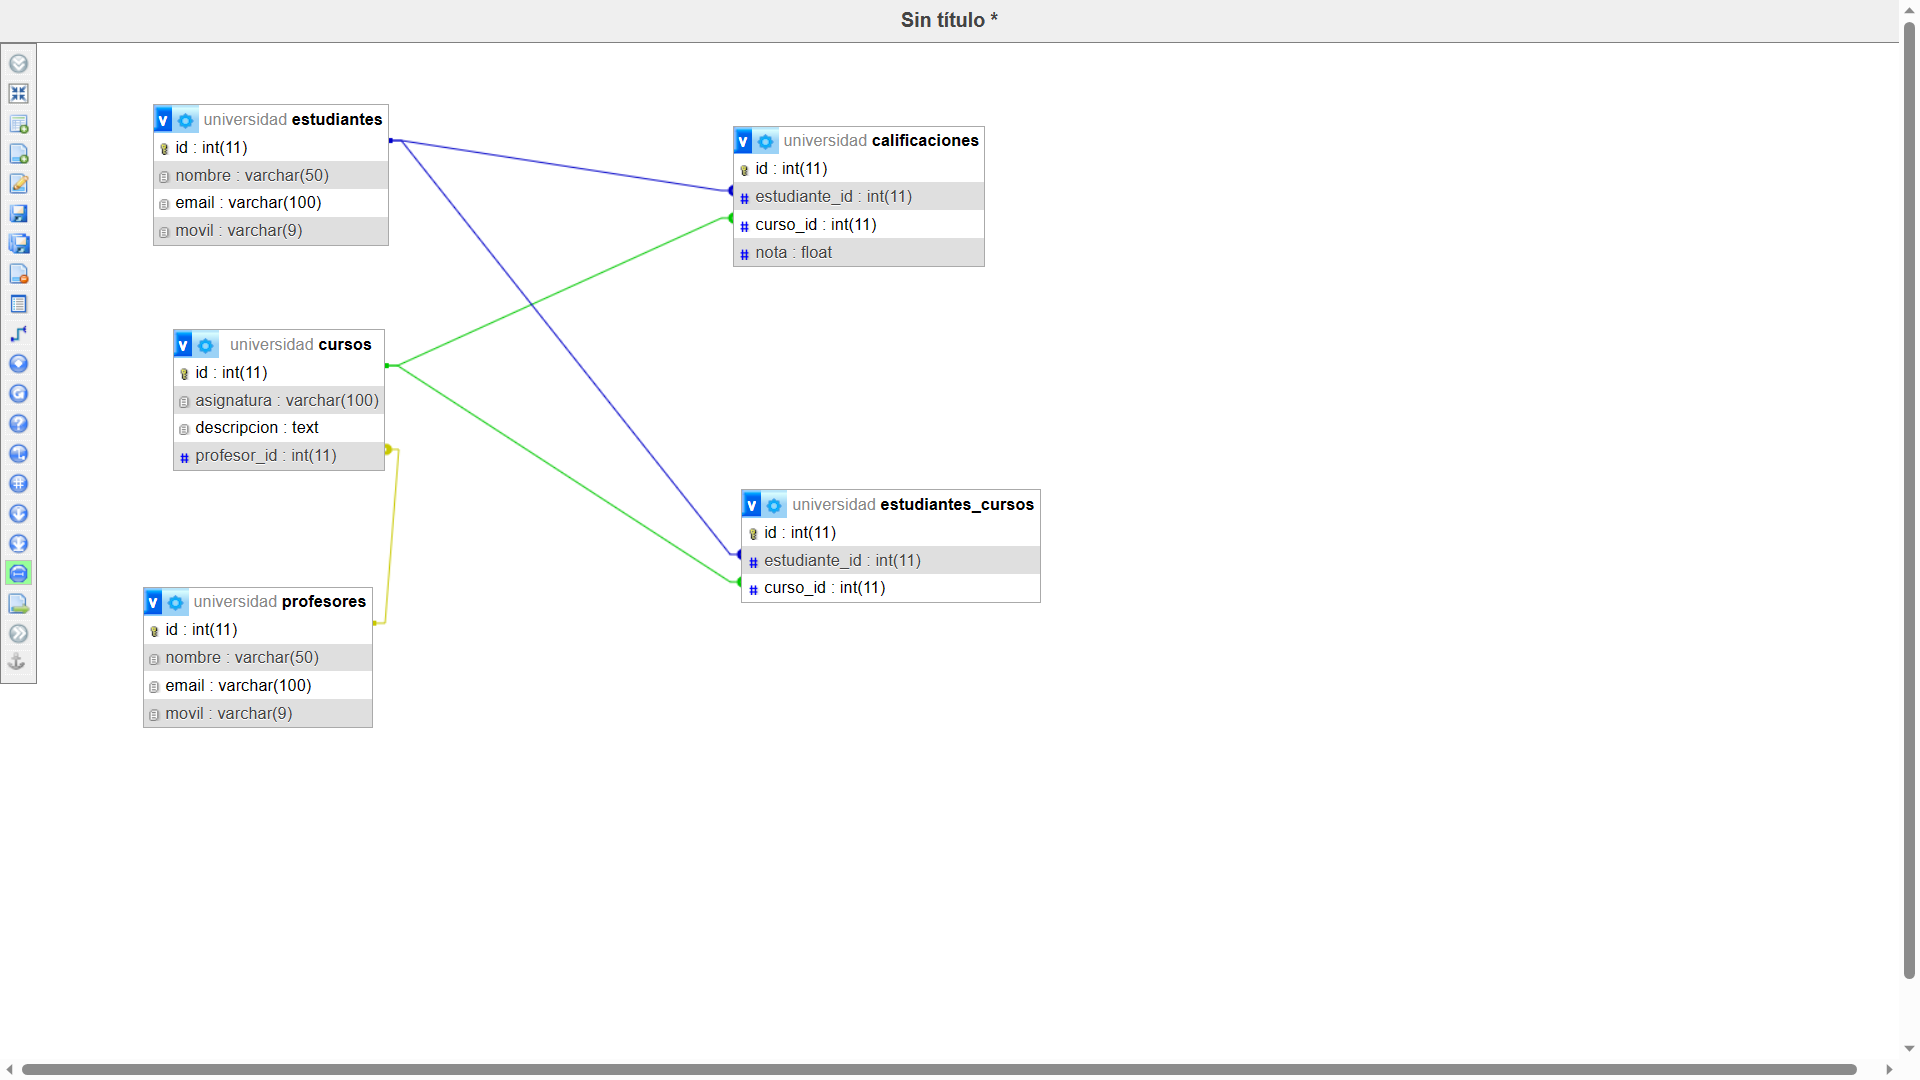 Sin título *
v universidad estudiantes
id : int(11)
nombre : varchar(50)
email : varchar(100)
movil : varchar(9)
v universidad calificaciones
id : int(11)
# estudiante_id : int(11)
# curso_id : int(11)
# nota : float
v universidad cursos
id : int(11)
asignatura : varchar(100)
descripcion : text
# profesor_id : int(11)
v universidad estudiantes_cursos
id : int(11)
# estudiante_id : int(11)
# curso_id : int(11)
v universidad profesores
id : int(11)
nombre : varchar(50)
email : varchar(100)
movil : varchar(9)